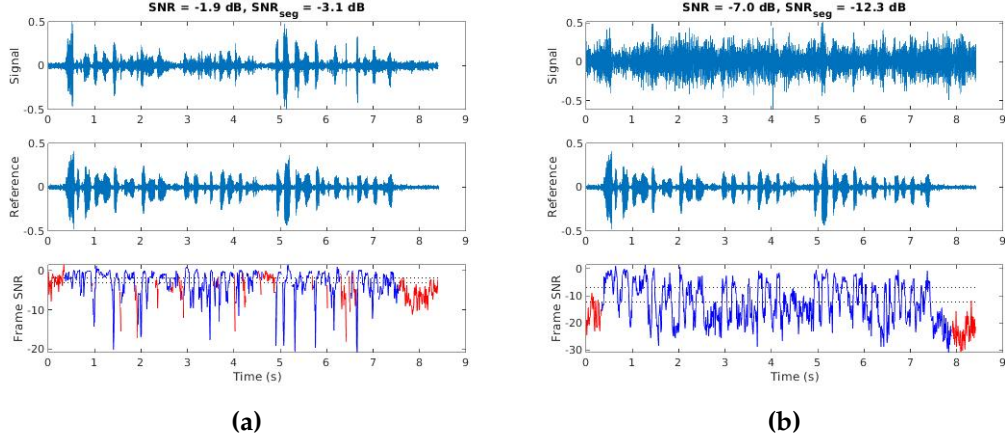 SNR = -1.9 dB, SNRseg = -3.1 dB
Signal
0.5
0
-0.5
0 1 2 3 4 5 6 7 8 9
Reference
0.5
0
-0.5
0 1 2 3 4 5 6 7 8 9
Frame SNR
0
-10
-20
0 1 2 3 4 5 6 7 8 9
Time (s)
(a)
SNR = -7.0 dB, SNRseg = -12.3 dB
Signal
0.5
0
-0.5
0 1 2 3 4 5 6 7 8 9
Reference
0.5
0
-0.5
0 1 2 3 4 5 6 7 8 9
Frame SNR
0
-10
-20
-30
0 1 2 3 4 5 6 7 8 9
Time (s)
(b)